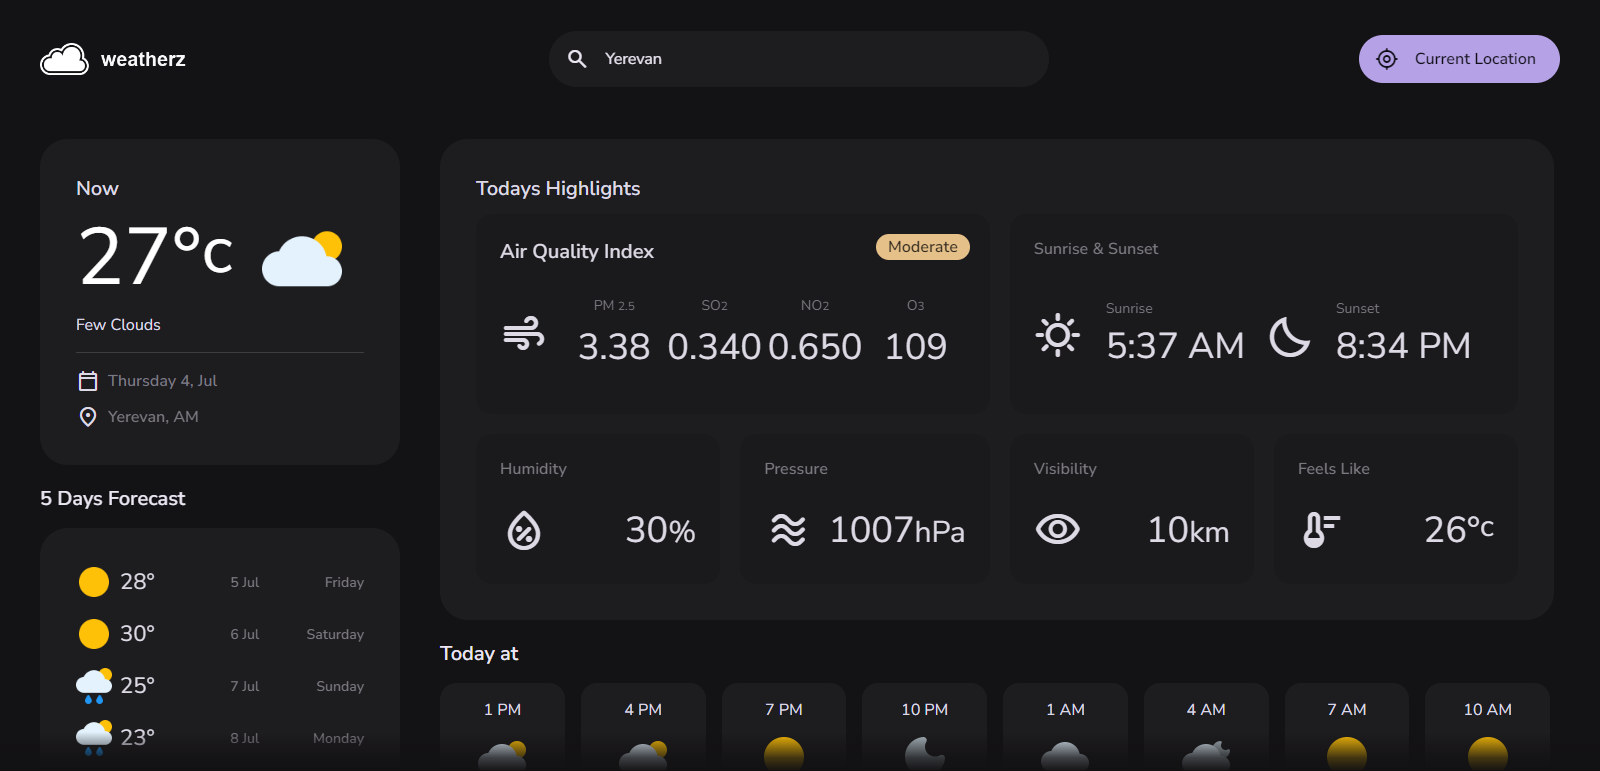 weatherz
Yerevan
Current Location
Now
27°c
Few Clouds
Thursday 4, Jul
Yerevan, AM
5 Days Forecast
28° 5 Jul Friday
30° 6 Jul Saturday
25° 7 Jul Sunday
23° 8 Jul Monday
Todays Highlights
Air Quality Index
Moderate
PM 2.5 SO2 NO2 O3
3.38 0.340 0.650 109
Sunrise & Sunset
Sunrise Sunset
5:37 AM 8:34 PM
Humidity
30%
Pressure
1007hPa
Visibility
10km
Feels Like
26°c
Today at
1 PM 4 PM 7 PM 10 PM 1 AM 4 AM 7 AM 10 AM